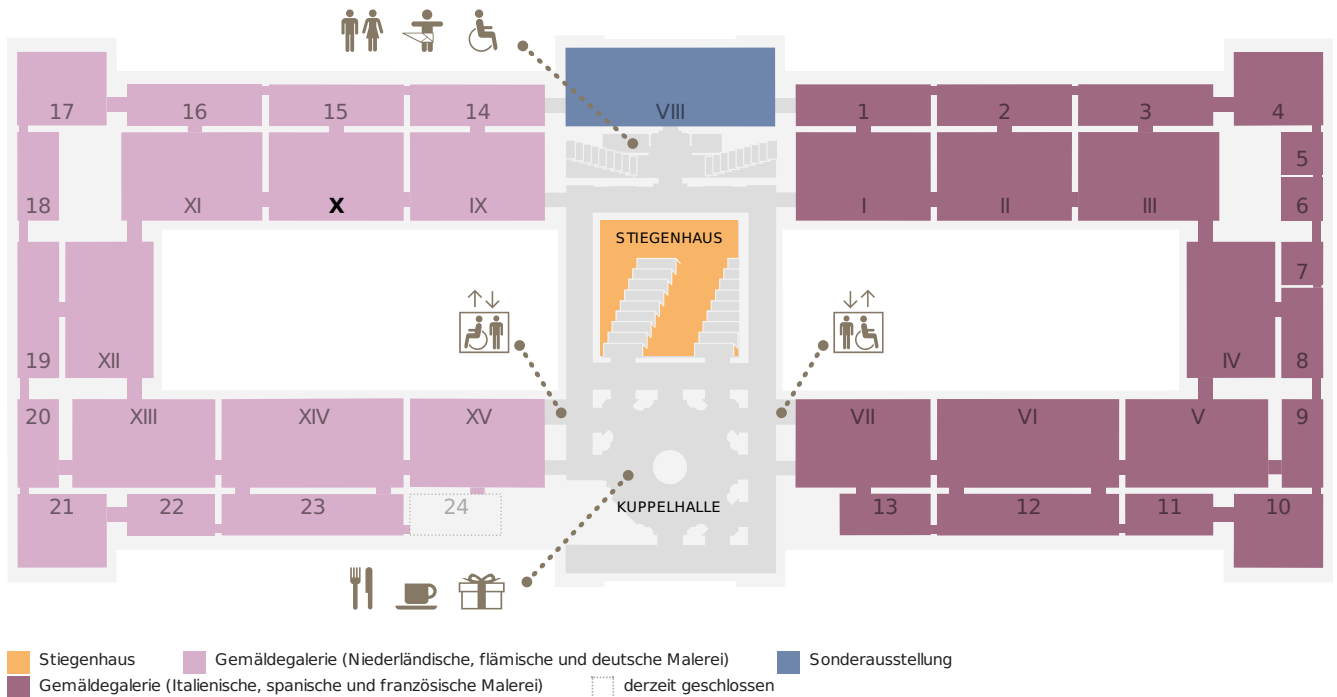 17 16 15 14 VIII 1 2 3 4
5
18 XI X IX I II III 6
STIEGENHAUS
7
19 XII IV 8
20 XIII XIV XV VII VI V 9
21 22 23 24 KUPPELHALLE 13 12 11 10
Stiegenhaus Gemäldegalerie (Niederländische, flämische und deutsche Malerei) Sonderausstellung
Gemäldegalerie (Italienische, spanische und französische Malerei) derzeit geschlossen